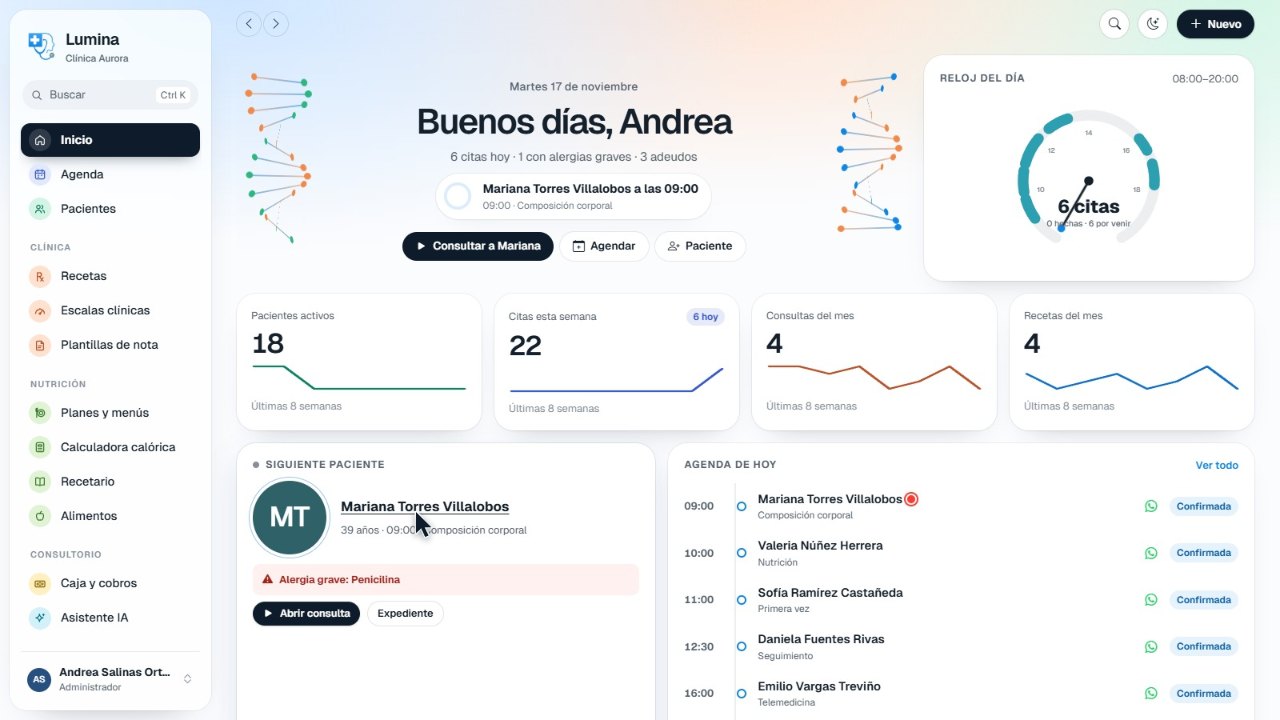 Lumina
Clínica Aurora
Buscar
Ctrl K
Inicio
Agenda
Pacientes
CLÍNICA
Recetas
Escalas clínicas
Plantillas de nota
NUTRICIÓN
Planes y menús
Calculadora calórica
Recetario
Alimentos
CONSULTORIO
Caja y cobros
Asistente IA
AS
Andrea Salinas Ort...
Administrador
Nuevo
Martes 17 de noviembre
Buenos días, Andrea
6 citas hoy · 1 con alergias graves · 3 adeudos
Mariana Torres Villalobos a las 09:00
09:00 · Composición corporal
Consultar a Mariana
Agendar
Paciente
RELOJ DEL DÍA
08:00–20:00
14
12
16
10
18
6 citas
0 hechas · 6 por venir
Pacientes activos
18
Últimas 8 semanas
Citas esta semana
6 hoy
22
Últimas 8 semanas
Consultas del mes
4
Últimas 8 semanas
Recetas del mes
4
Últimas 8 semanas
SIGUIENTE PACIENTE
MT
Mariana Torres Villalobos
39 años · 09:00 composición corporal
Alergia grave: Penicilina
Abrir consulta
Expediente
AGENDA DE HOY
Ver todo
09:00
Mariana Torres Villalobos
Composición corporal
Confirmada
10:00
Valeria Núñez Herrera
Nutrición
Confirmada
11:00
Sofía Ramírez Castañeda
Primera vez
Confirmada
12:30
Daniela Fuentes Rivas
Seguimiento
Confirmada
16:00
Emilio Vargas Treviño
Telemedicina
Confirmada